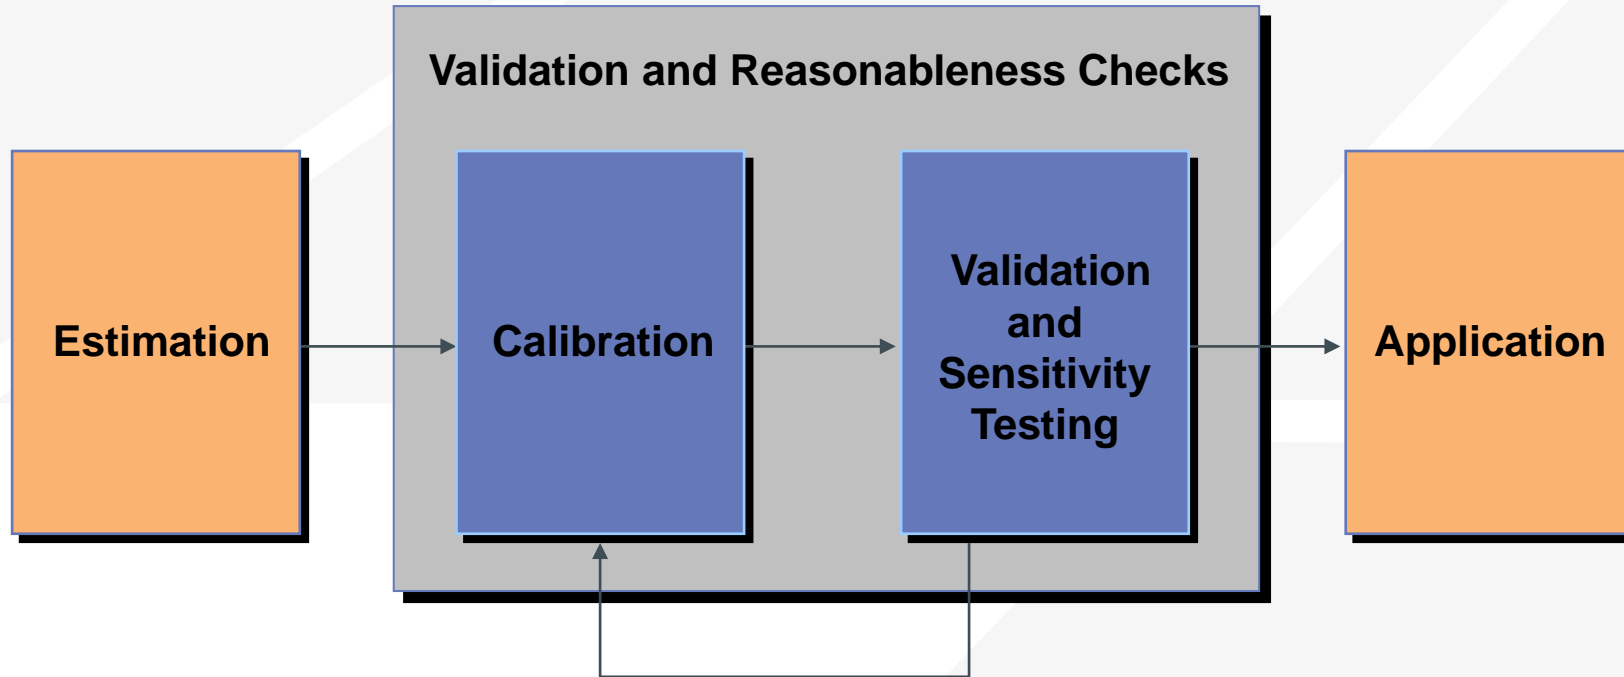 Validation and Reasonableness Checks
Estimation
Calibration
Validation
and
Sensitivity
Testing
Application